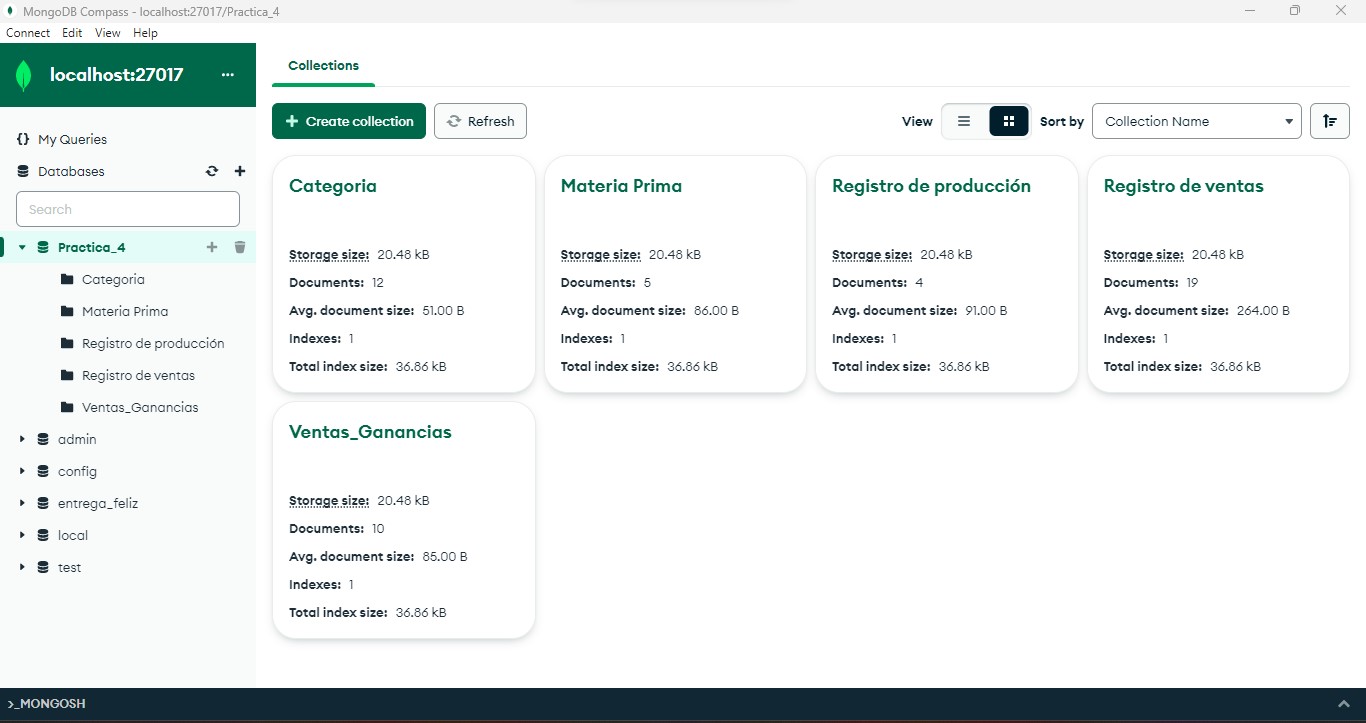 MongoDB Compass - localhost:27017/Practica_4
Connect Edit View Help
localhost:27017 ...
My Queries
Databases
Search
Practica_4
Categoria
Materia Prima
Registro de producción
Registro de ventas
Ventas_Ganancias
admin
config
entrega_feliz
local
test
Collections
Create collection Refresh View Sort by Collection Name
Categoria
Storage size: 20.48 kB
Documents: 12
Avg. document size: 51.00 B
Indexes: 1
Total index size: 36.86 kB
Materia Prima
Storage size: 20.48 kB
Documents: 5
Avg. document size: 86.00 B
Indexes: 1
Total index size: 36.86 kB
Registro de producción
Storage size: 20.48 kB
Documents: 4
Avg. document size: 91.00 B
Indexes: 1
Total index size: 36.86 kB
Registro de ventas
Storage size: 20.48 kB
Documents: 19
Avg. document size: 264.00 B
Indexes: 1
Total index size: 36.86 kB
Ventas_Ganancias
Storage size: 20.48 kB
Documents: 10
Avg. document size: 85.00 B
Indexes: 1
Total index size: 36.86 kB
>_MONGOSH